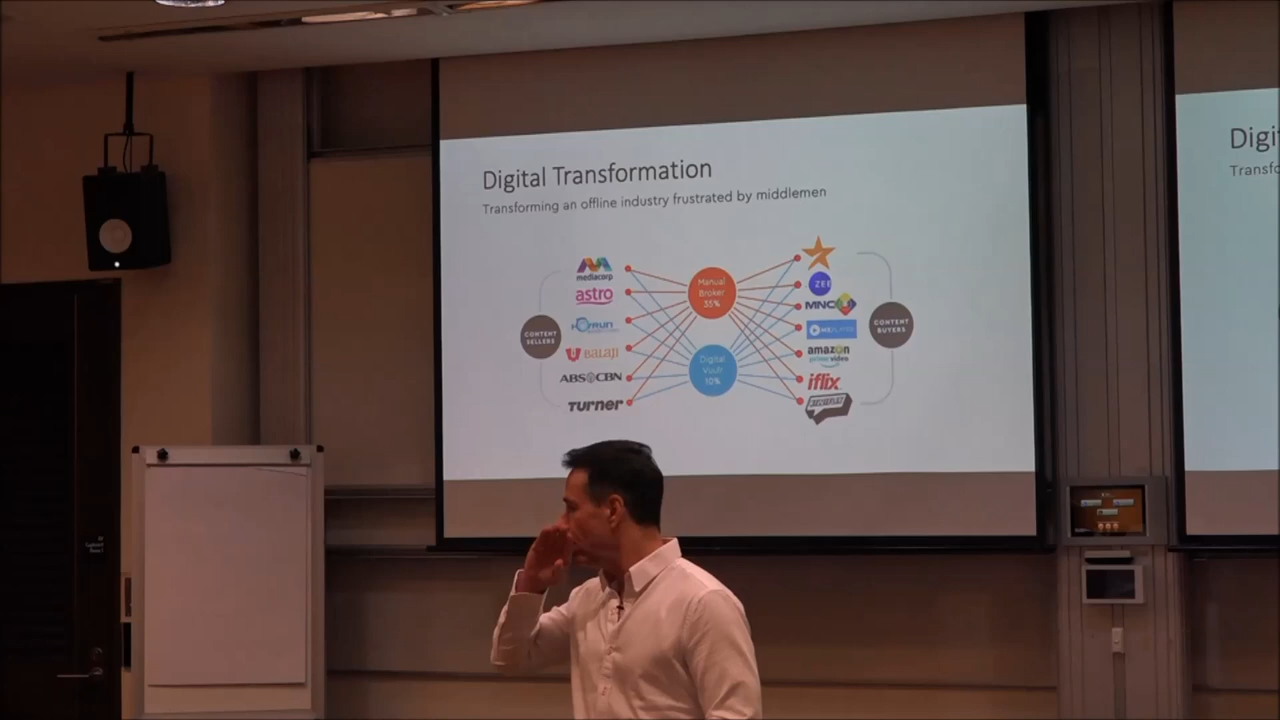 Digital Transformation
Transforming an offline industry frustrated by middlemen
mediacorp
astro
BALAJI
ABS CBN
Turner
CONTENT
SELLERS
Manual
Broker
35%
Digital
Vault
10%
ZEE
MNC
amazon
prime video
iflix
CONTENT
BUYERS
Digi
Transfo